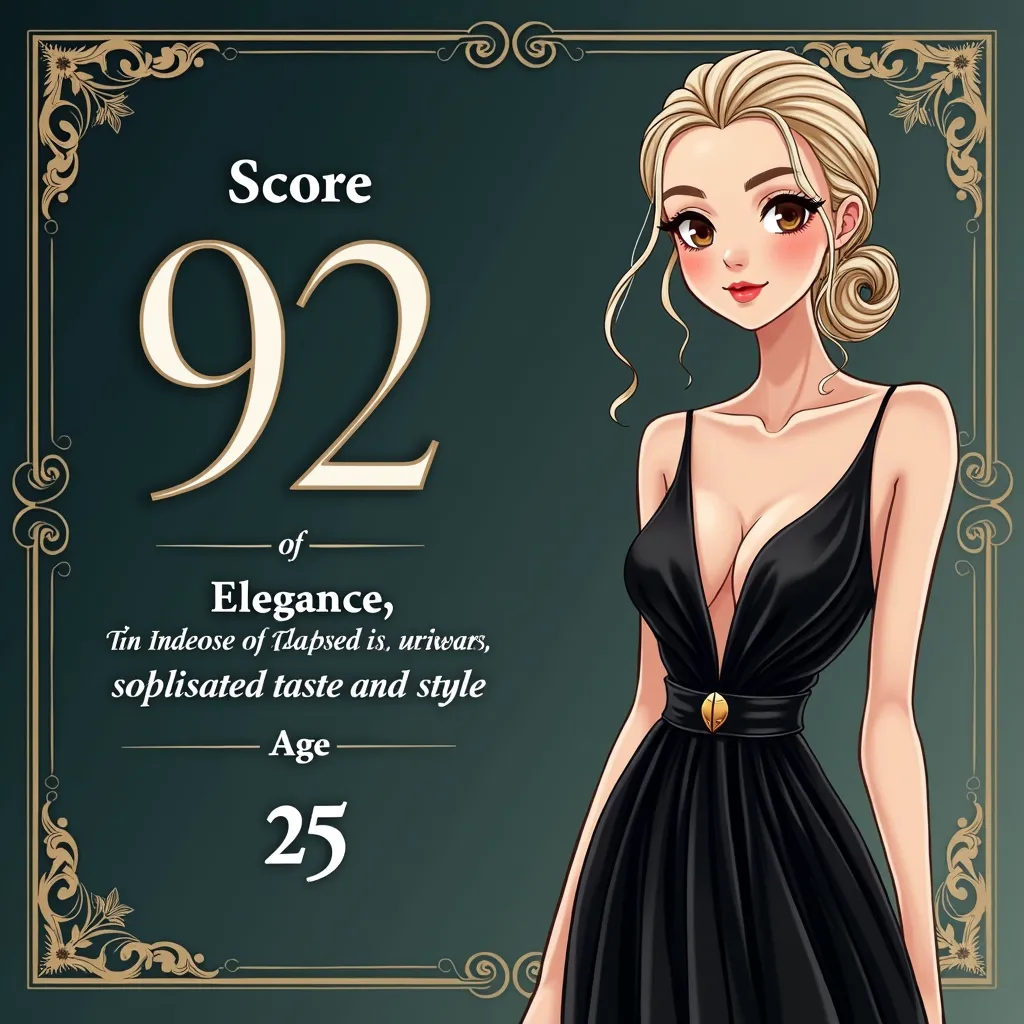 Score
92
of
Elegance,
Tin Indeose of Tlapsed is, uriwars,
soplisated taste and style
Age
25